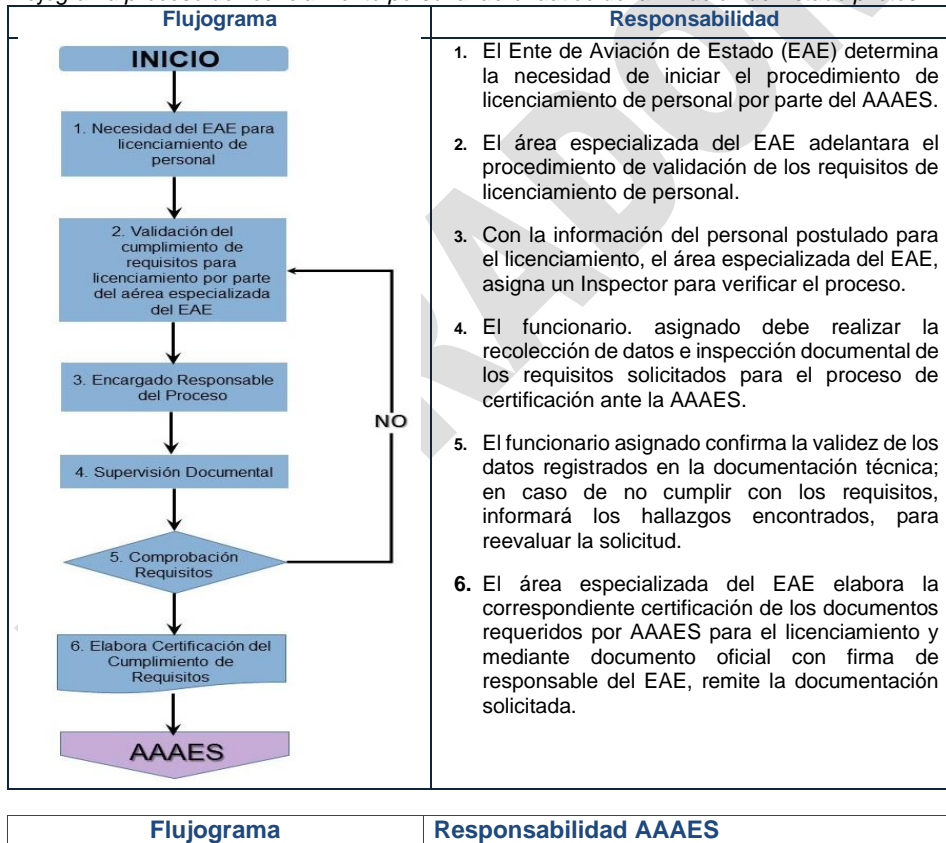 Flujograma
Responsabilidad
INICIO
1. Necesidad del EAE para
licenciamiento de
personal
2. Validación del
cumplimiento de
requisitos para
licenciamiento por parte
del aérea especializada
del EAE
3. Encargado Responsable
del Proceso
NO
4. Supervisión Documental
5. Comprobación
Requisitos
6. Elabora Certificación del
Cumplimiento de
Requisitos
AAAES
1. El Ente de Aviación de Estado (EAE) determina
la necesidad de iniciar el procedimiento de
licenciamiento de personal por parte del AAAES.
2. El área especializada del EAE adelantara el
procedimiento de validación de los requisitos de
licenciamiento de personal.
3. Con la información del personal postulado para
el licenciamiento, el área especializada del EAE,
asigna un Inspector para verificar el proceso.
4. El funcionario. asignado debe realizar la
recolección de datos e inspección documental de
los requisitos solicitados para el proceso de
certificación ante la AAAES.
5. El funcionario asignado confirma la validez de los
datos registrados en la documentación técnica;
en caso de no cumplir con los requisitos,
informará los hallazgos encontrados, para
reevaluar la solicitud.
6. El área especializada del EAE elabora la
correspondiente certificación de los documentos
requeridos por AAAES para el licenciamiento y
mediante documento oficial con firma de
responsable del EAE, remite la documentación
solicitada.
Flujograma
Responsabilidad AAAES